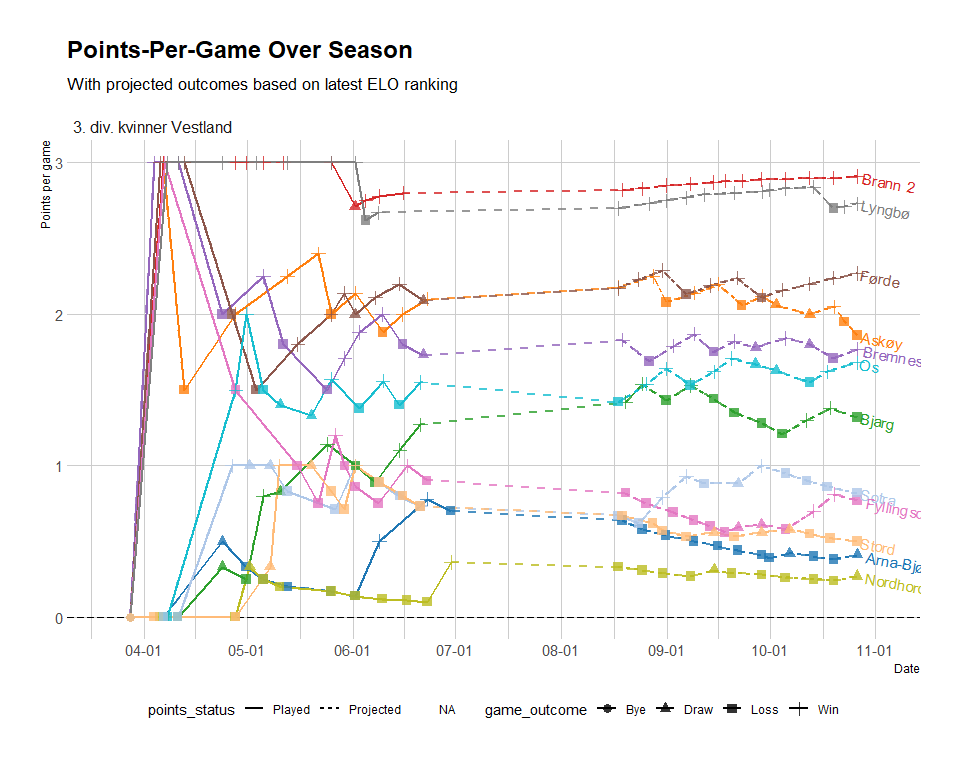 Points-Per-Game Over Season
With projected outcomes based on latest ELO ranking
3. div. kvinner Vestland
Points per game
3
2
1
0
Brann 2
Lyngbø
Førde
Askøy
Bremnes
Os
Bjarg
Sotra
Fyllingsd
Stord
Arna-Bjø
Nordhord
04-01
05-01
06-01
07-01
08-01
09-01
10-01
11-01
Date
points_status Played Projected NA game_outcome Bye Draw Loss Win